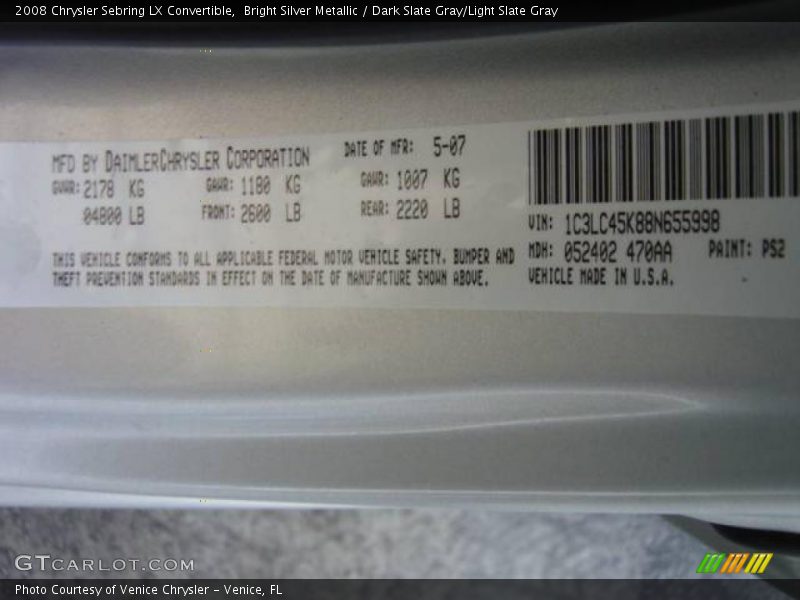 2008 Chrysler Sebring LX Convertible, Bright Silver Metallic / Dark Slate Gray/Light Slate Gray
MFD BY DAIMLERCHRYSLER CORPORATION DATE OF MFR: 5-07
GVWR: 2178 KG GAWR: 1180 KG GAWR: 1007 KG
04800 LB FRONT: 2600 LB REAR: 2220 LB
THIS VEHICLE CONFORMS TO ALL APPLICABLE FEDERAL MOTOR VEHICLE SAFETY, BUMPER AND
THEFT PREVENTION STANDARDS IN EFFECT ON THE DATE OF MANUFACTURE SHOWN ABOVE.
VIN: 1C3LC45K88N655998
MDH: 052402 470AA PAINT: PS2
VEHICLE MADE IN U.S.A.
GTCARLOT.COM
Photo Courtesy of Venice Chrysler - Venice, FL